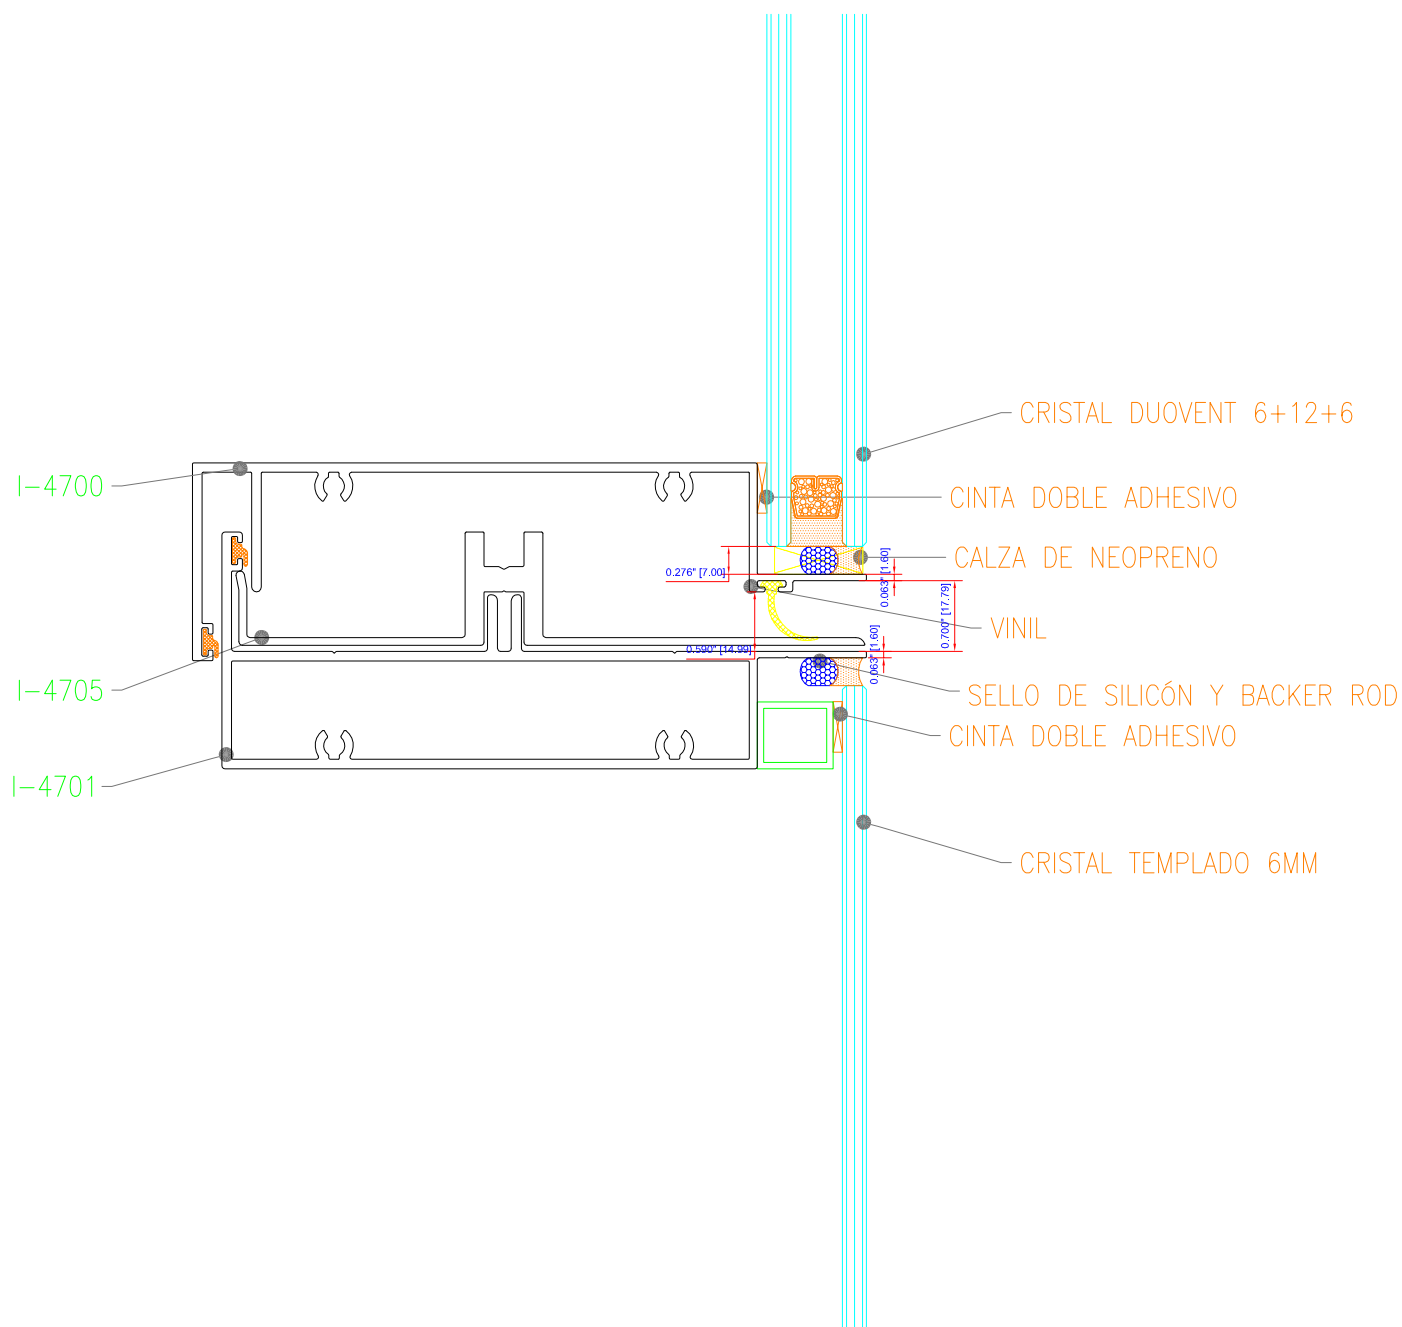 CRISTAL DUOVENT 6+12+6
I-4700
CINTA DOBLE ADHESIVO
CALZA DE NEOPRENO
0.276" [7.00]
0.063" [1.60]
0.700" [17.79]
VINIL
0.590" [14.99]
0.063" [1.60]
I-4705
SELLO DE SILICÓN Y BACKER ROD
CINTA DOBLE ADHESIVO
I-4701
CRISTAL TEMPLADO 6MM